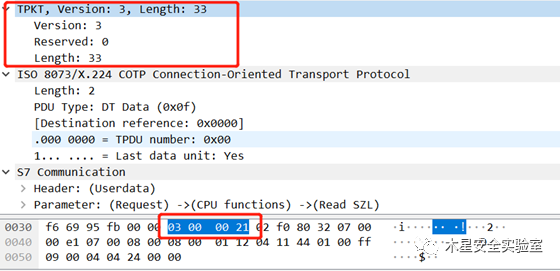 TPKT, Version: 3, Length: 33
Version: 3
Reserved: 0
Length: 33
ISO 8073/X.224 COTP Connection-Oriented Transport Protocol
Length: 2
PDU Type: DT Data (0x0f)
[Destination reference: 0x0000]
.000 0000 = TPDU number: 0x00
1... .... = Last data unit: Yes
S7 Communication
Header: (Userdata)
Parameter: (Request) ->(CPU functions) ->(Read SZL)
0030 f6 69 95 fb 00 00 03 00 00 21 02 f0 80 32 07 00 ·i···· ·· ·! ···2··
0040 00 e1 07 00 08 00 08 00 01 12 04 11 44 01 00 ff
0050 09 00 04 04 24 00 00 ····$··
木星安全实验室